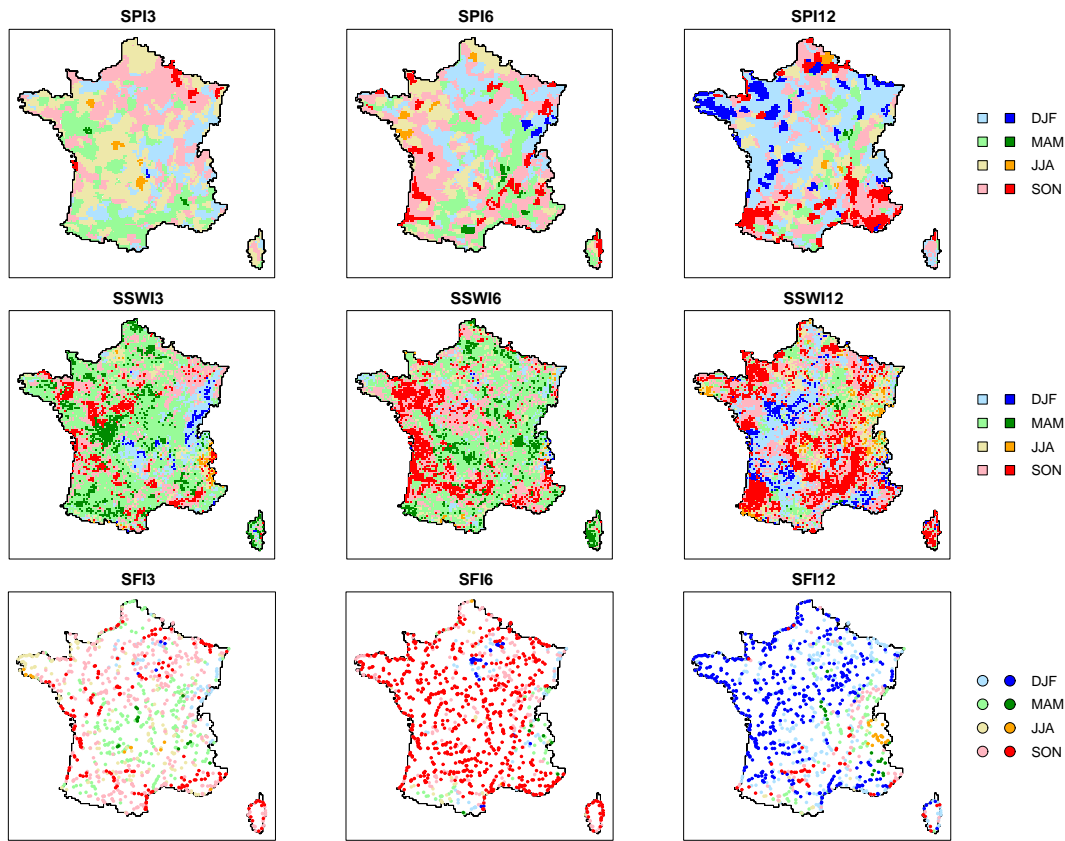 SPI3 SPI6 SPI12
DJF
MAM
JJA
SON
SSWI3 SSWI6 SSWI12
DJF
MAM
JJA
SON
SFI3 SFI6 SFI12
DJF
MAM
JJA
SON